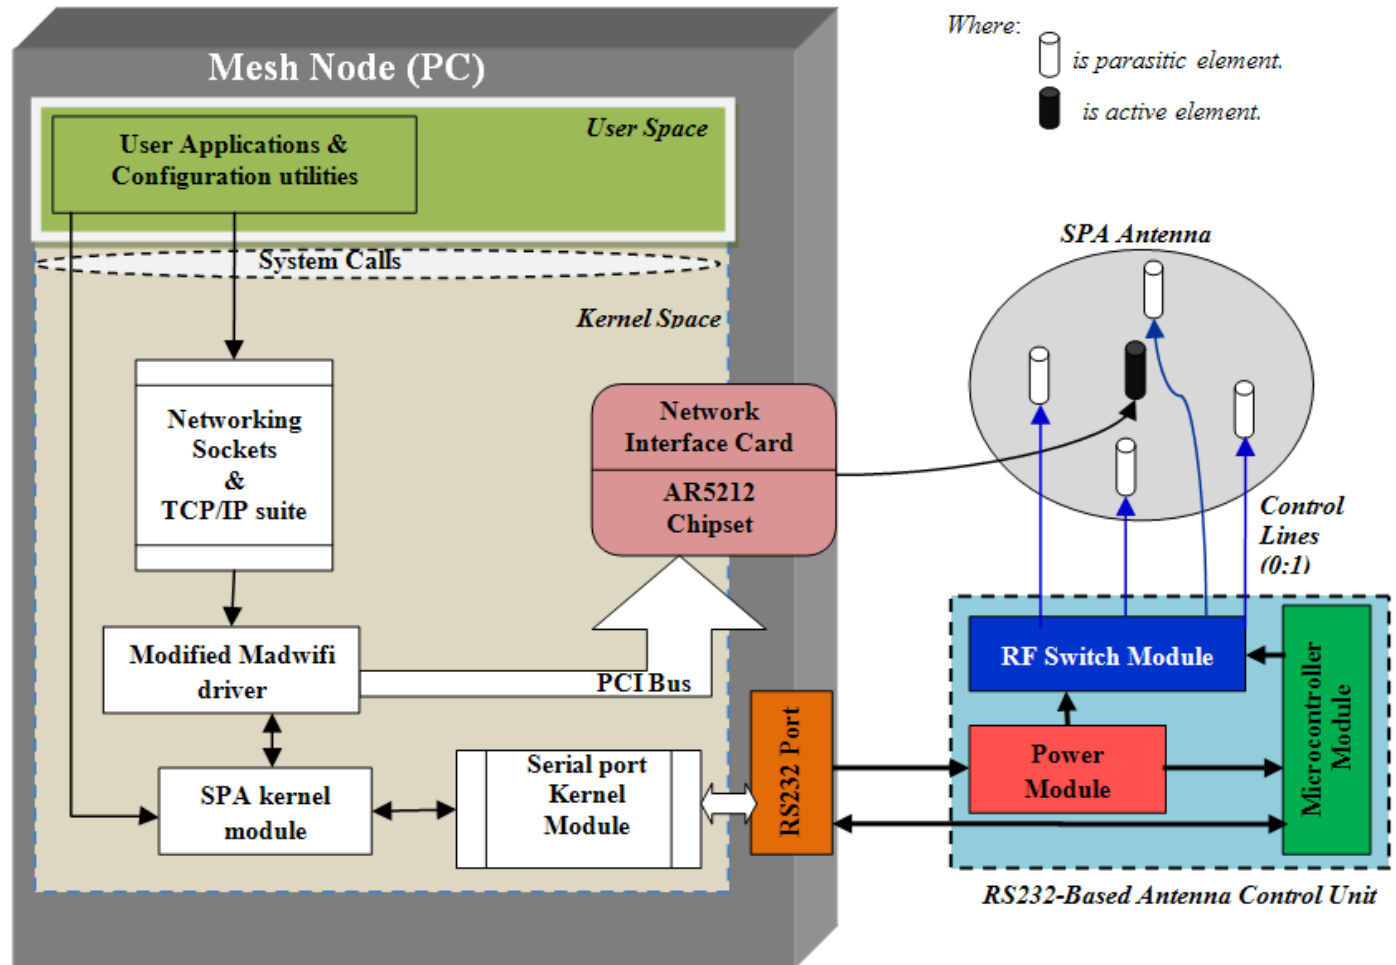 Mesh Node (PC)
User Space
User Applications &
Configuration utilities
System Calls
Kernel Space
Networking
Sockets
&
TCP/IP suite
Network
Interface Card
AR5212
Chipset
Modified Madwifi
driver
PCI Bus
SPA kernel
module
Serial port
Kernel
Module
RS232 Port
Where:
is parasitic element.
is active element.
SPA Antenna
Control
Lines
(0:1)
RF Switch Module
Power
Module
Microcontroller
Module
RS232-Based Antenna Control Unit